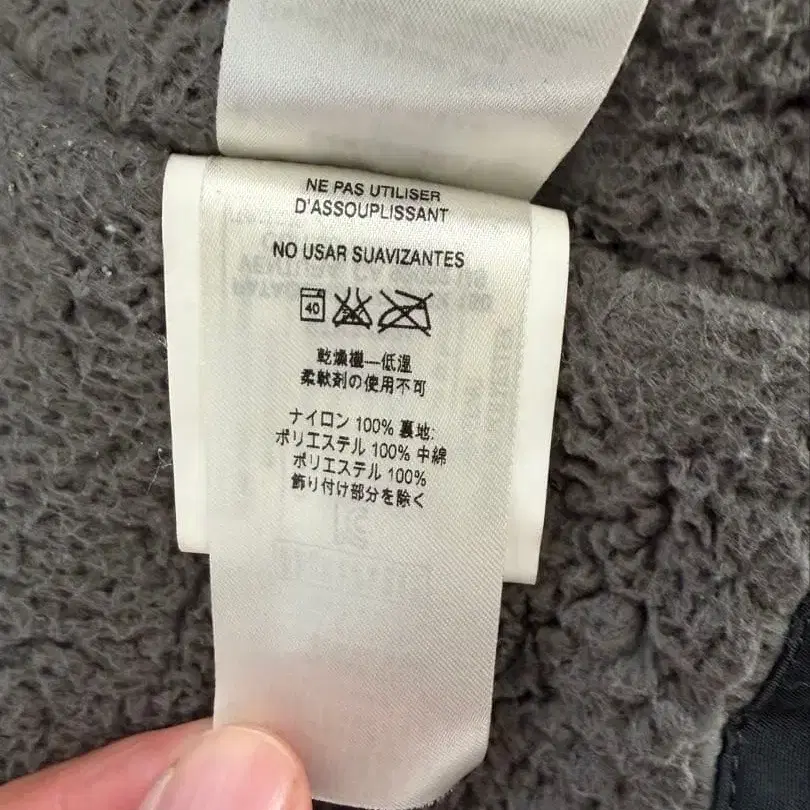 NE PAS UTILISER
D'ASSOUPLISSANT
NO USAR SUAVIZANTES
40
乾燥機—低温
柔軟剤の使用不可
ナイロン 100% 裏地:
ポリエステル 100% 中綿
ポリエステル 100%
飾り付け部分を除く